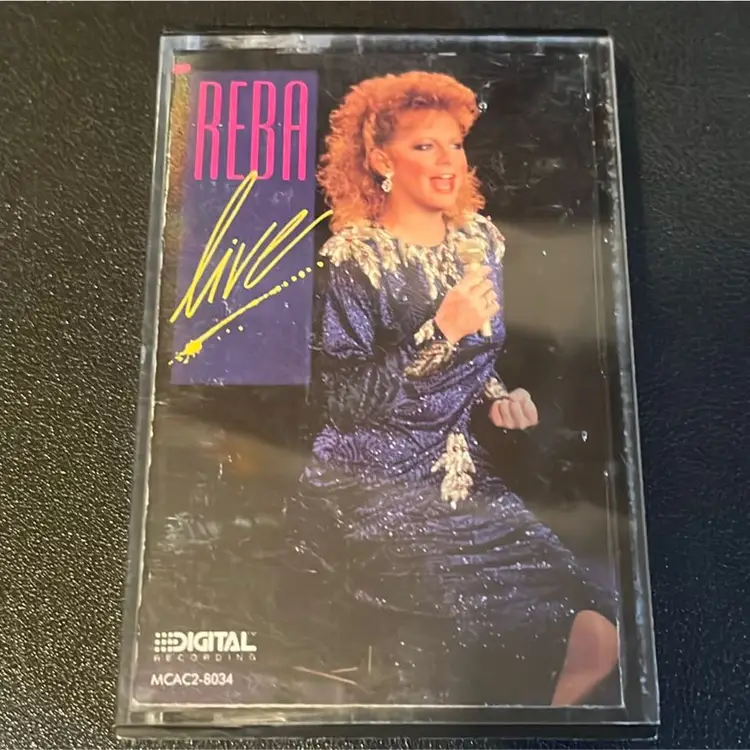 REBA
live
DIGITAL
RECORDING
MCAC2-8034